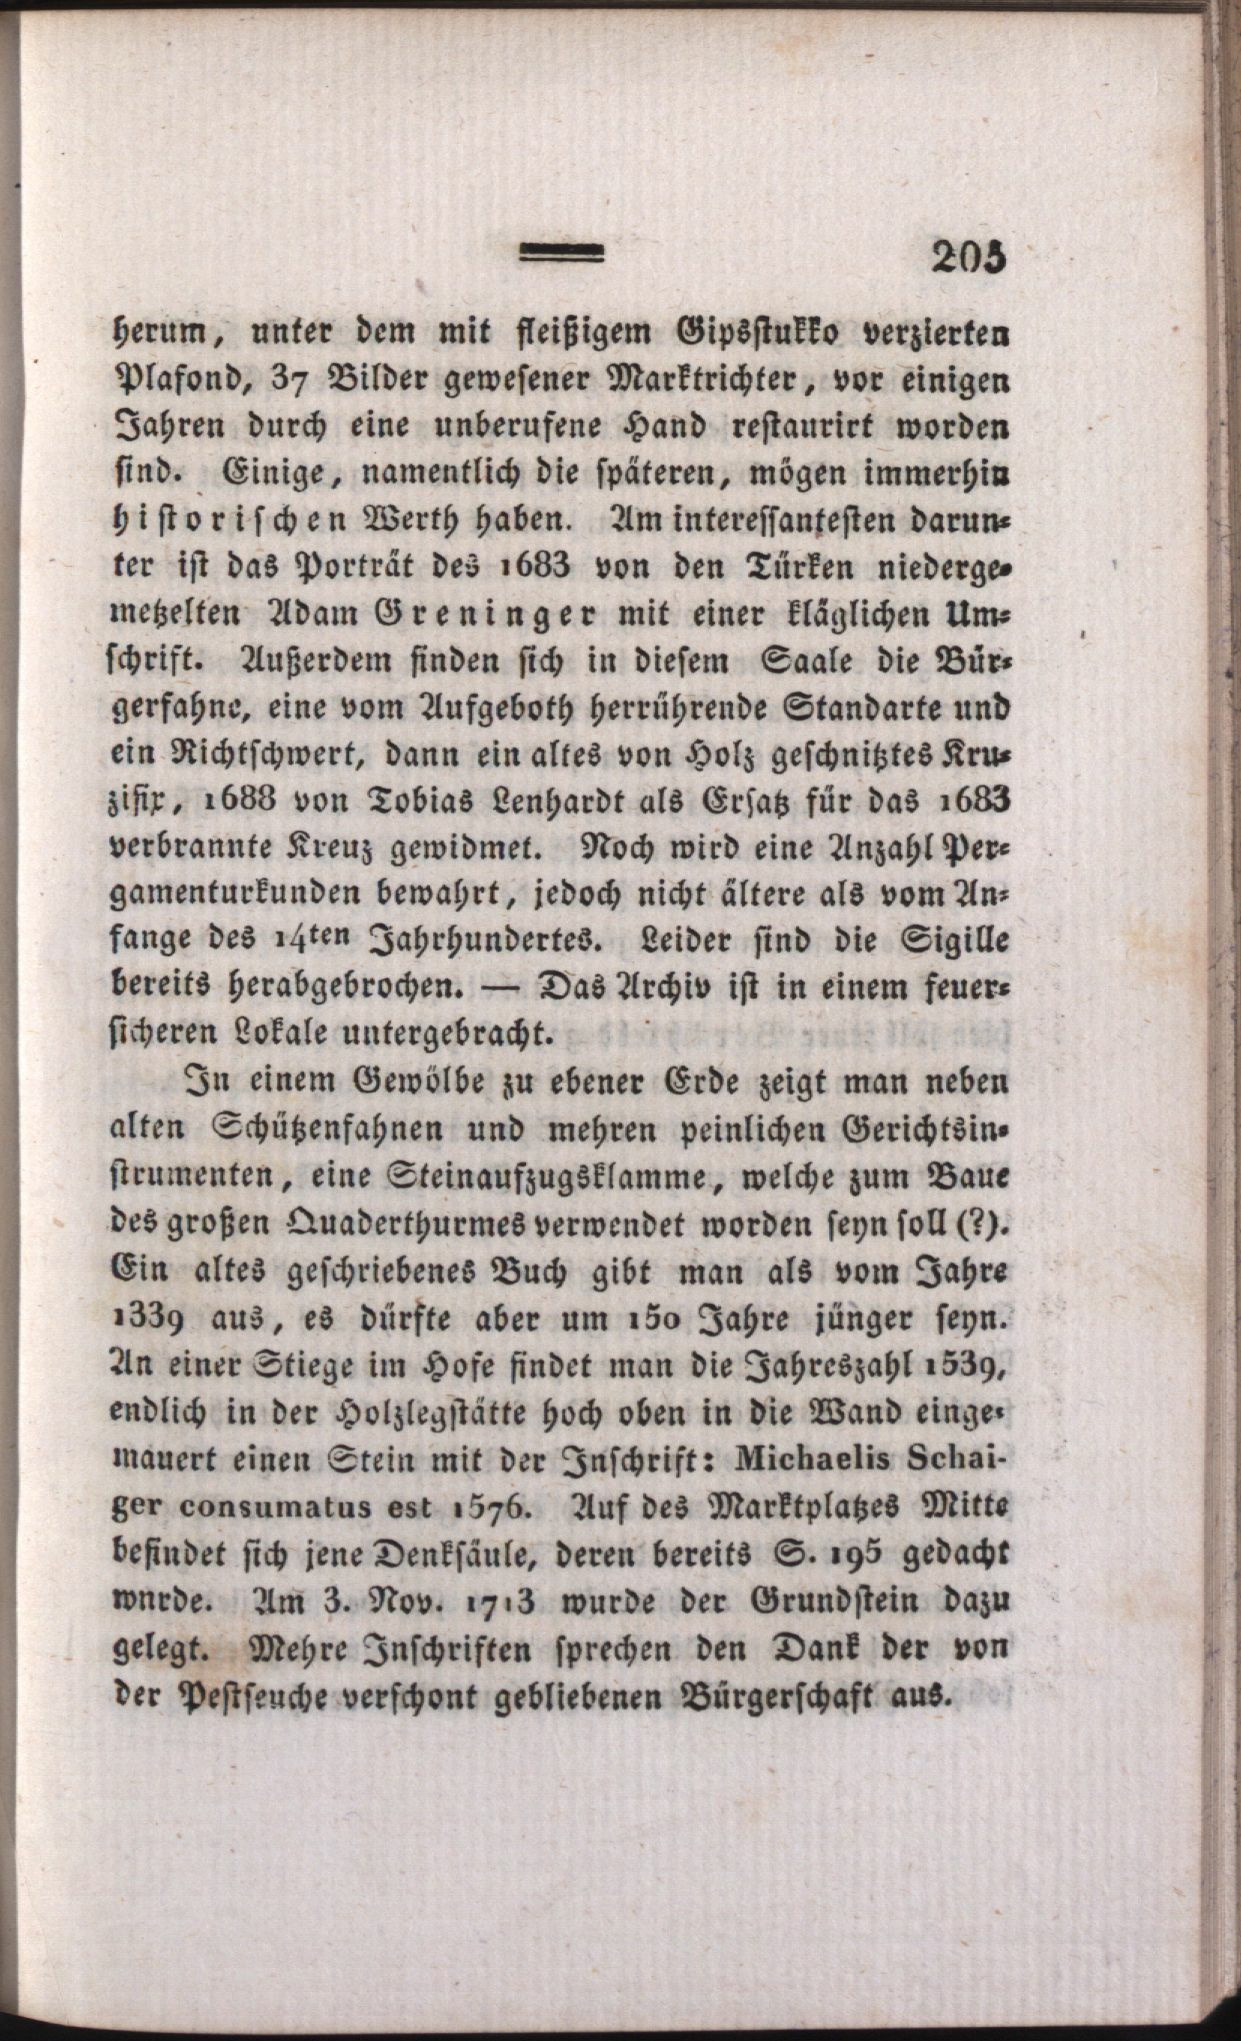 205
herum, unter dem mit fleißigem Gipsstukko verzierten
Plafond, 37 Bilder gewesener Marktrichter, vor einigen
Jahren durch eine unberufene Hand restaurirt worden
sind. Einige, namentlich die späteren, mögen immerhin
historischen Werth haben. Am interessantesten darun-
ter ist das Porträt des 1683 von den Türken niederge-
metzelten Adam Greninger mit einer kläglichen Um-
schrift. Außerdem finden sich in diesem Saale die Bür-
gerfahne, eine vom Aufgeboth herrührende Standarte und
ein Richtschwert, dann ein altes von Holz geschnitztes Kru-
zifix, 1688 von Tobias Lenhardt als Ersatz für das 1683
verbrannte Kreuz gewidmet. Noch wird eine Anzahl Per-
gamenturkunden bewahrt, jedoch nicht ältere als vom An-
fange des 14ten Jahrhundertes. Leider sind die Sigille
bereits herabgebrochen. — Das Archiv ist in einem feuer-
sicheren Lokale untergebracht.
In einem Gewölbe zu ebener Erde zeigt man neben
alten Schützenfahnen und mehren peinlichen Gerichtsin-
strumenten, eine Steinaufzugsklamme, welche zum Baue
des großen Quaderthurmes verwendet worden seyn soll (?).
Ein altes geschriebenes Buch gibt man als vom Jahre
1339 aus, es dürfte aber um 150 Jahre jünger seyn.
An einer Stiege im Hofe findet man die Jahreszahl 1539,
endlich in der Holzlegstätte hoch oben in die Wand einge-
mauert einen Stein mit der Inschrift: Michaelis Schai-
ger consumatus est 1576. Auf des Marktplatzes Mitte
befindet sich jene Denksäule, deren bereits S. 195 gedacht
wnrde. Am 3. Nov. 1713 wurde der Grundstein dazu
gelegt. Mehre Inschriften sprechen den Dank der von
der Pestseuche verschont gebliebenen Bürgerschaft aus.